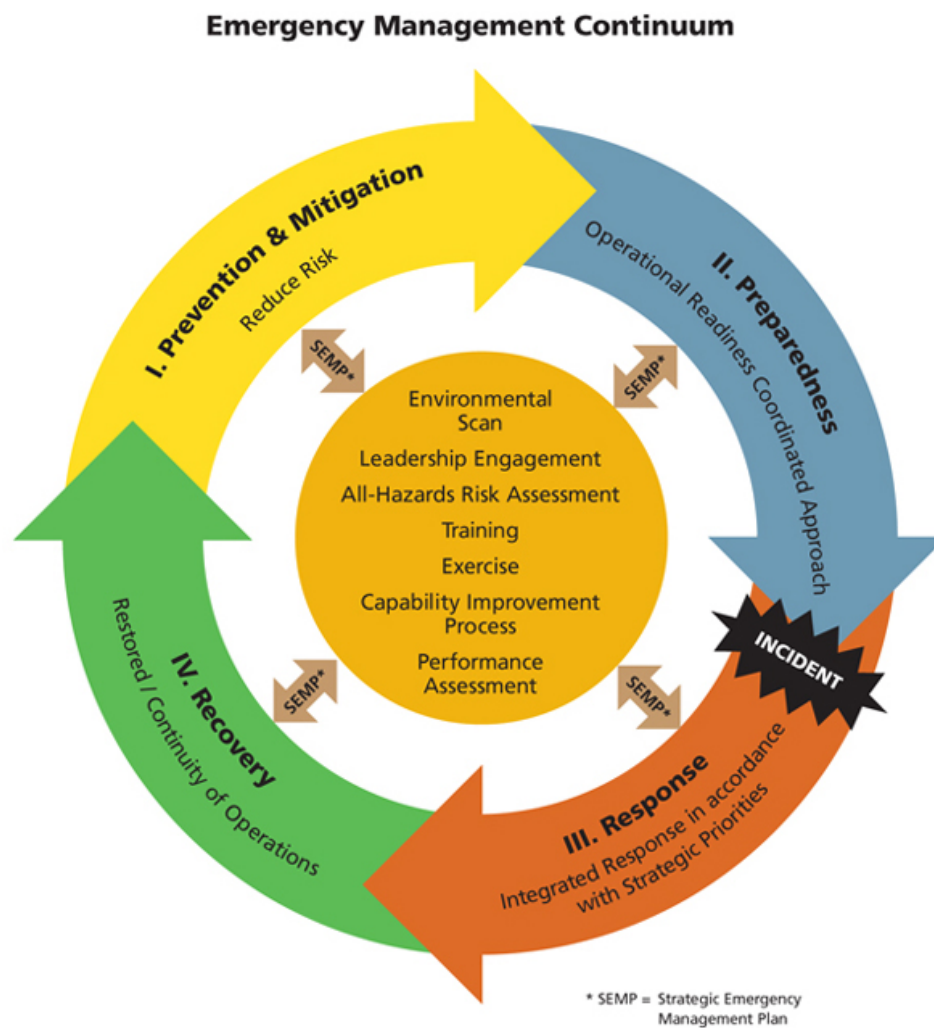 Emergency Management Continuum
I. Prevention & Mitigation
Reduce Risk
II. Preparedness
Operational Readiness Coordinated Approach
SEMP*
SEMP*
Environmental
Scan
Leadership Engagement
All-Hazards Risk Assessment
Training
Exercise
Capability Improvement
Process
Performance
Assessment
SEMP*
SEMP*
INCIDENT
III. Response
Integrated Response in accordance
with Strategic Priorities
IV. Recovery
Restored / Continuity of Operations
* SEMP = Strategic Emergency
Management Plan